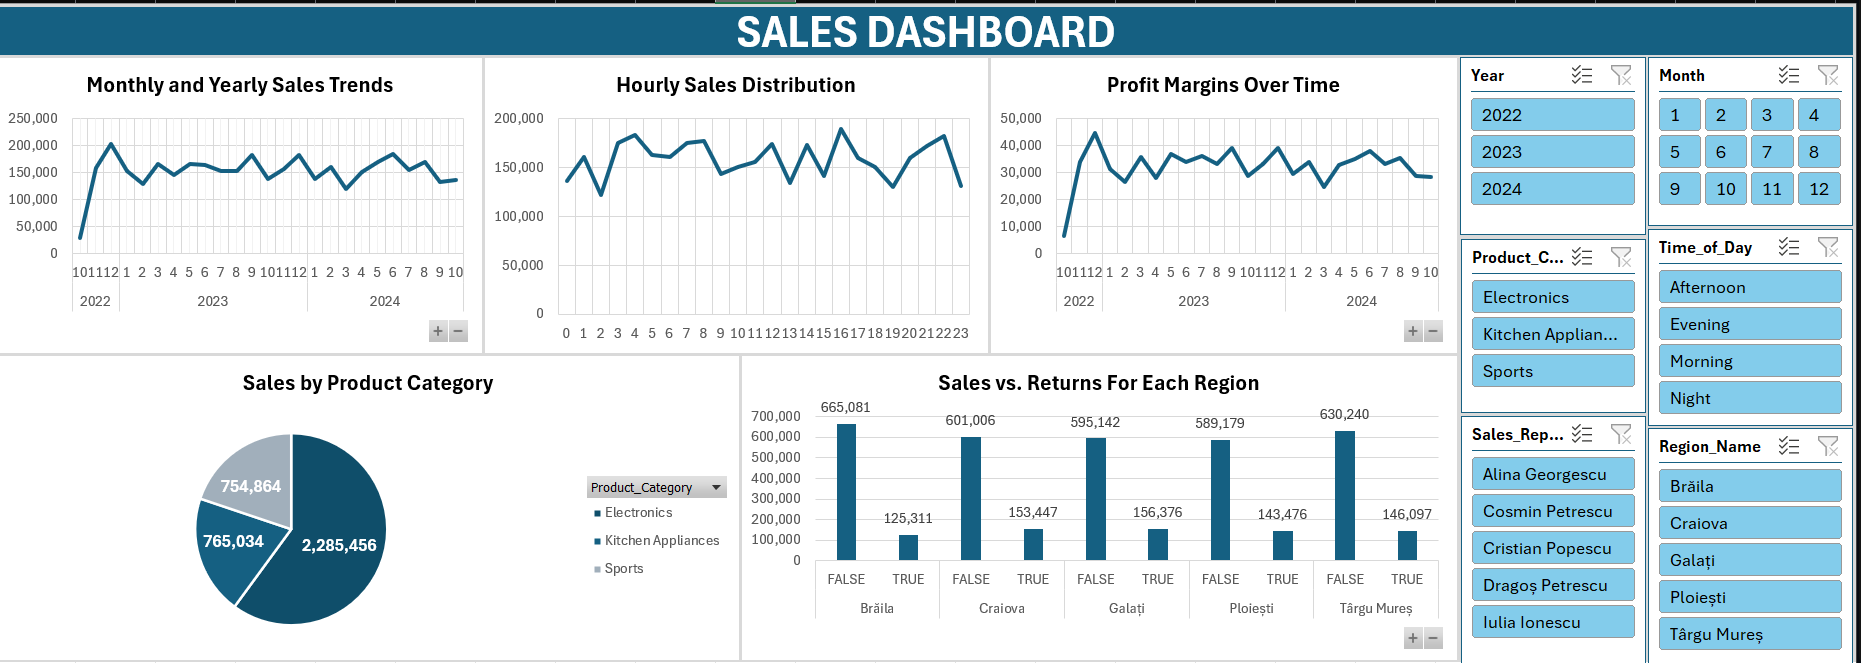 SALES DASHBOARD
Monthly and Yearly Sales Trends
250,000
200,000
150,000
100,000
50,000
0
10 11 12 1 2 3 4 5 6 7 8 9 10 11 12 1 2 3 4 5 6 7 8 9 10
2022 2023 2024
+ −
Hourly Sales Distribution
200,000
150,000
100,000
50,000
0
0 1 2 3 4 5 6 7 8 9 10 11 12 13 14 15 16 17 18 19 20 21 22 23
Profit Margins Over Time
50,000
40,000
30,000
20,000
10,000
0
10 11 12 1 2 3 4 5 6 7 8 9 10 11 12 1 2 3 4 5 6 7 8 9 10
2022 2023 2024
+ −
Sales by Product Category
754,864
765,034
2,285,456
Product_Category
Electronics
Kitchen Appliances
Sports
Sales vs. Returns For Each Region
700,000
600,000
500,000
400,000
300,000
200,000
100,000
0
665,081 125,311 601,006 153,447 595,142 156,376 589,179 143,476 630,240 146,097
FALSE TRUE FALSE TRUE FALSE TRUE FALSE TRUE FALSE TRUE
Brăila Craiova Galați Ploiești Târgu Mureș
+ −
Year
2022
2023
2024
Month
1 2 3 4
5 6 7 8
9 10 11 12
Product_C...
Electronics
Kitchen Applian...
Sports
Time_of_Day
Afternoon
Evening
Morning
Night
Sales_Rep...
Alina Georgescu
Cosmin Petrescu
Cristian Popescu
Dragoș Petrescu
Iulia Ionescu
Region_Name
Brăila
Craiova
Galați
Ploiești
Târgu Mureș